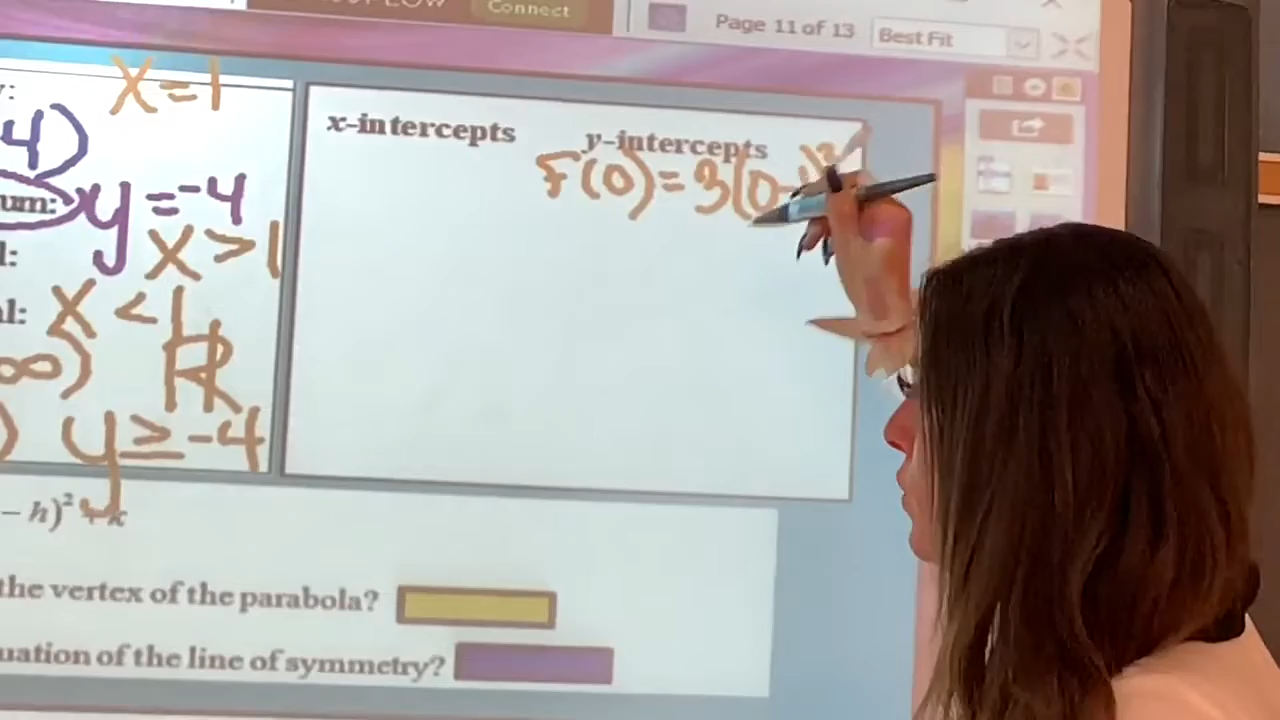 Connect
Page 11 of 13 Best Fit
x=1
4)
um: y=-4
l: x>1
al: x<1
∞) ℝ
) y≥-4
x-intercepts y-intercepts
F(0)=3(0-1)²
- h)² + k
the vertex of the parabola?
uation of the line of symmetry?